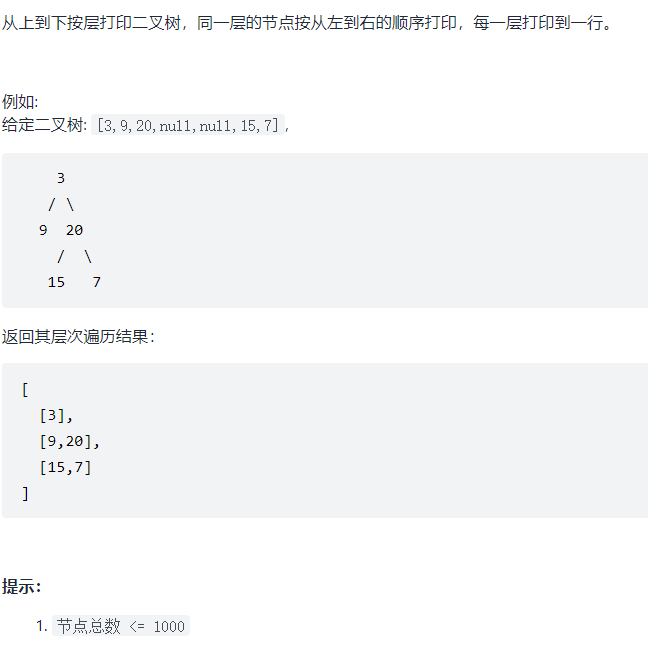 从上到下按层打印二叉树，同一层的节点按从左到右的顺序打印，每一层打印到一行。
例如:
给定二叉树: [3,9,20,null,null,15,7],
3
/ \
9 20
/ \
15 7
返回其层次遍历结果：
[
[3],
[9,20],
[15,7]
]
提示：
1. 节点总数 <= 1000